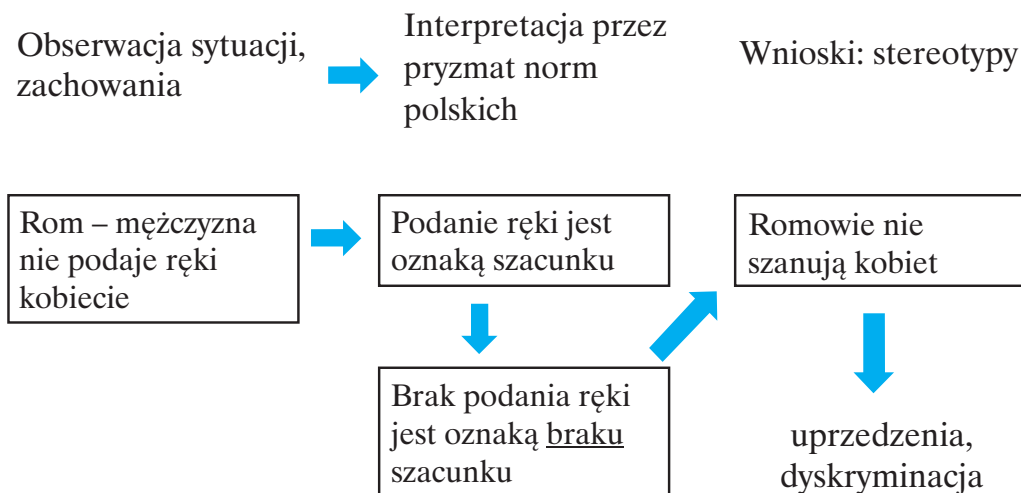 Obserwacja sytuacji,
zachowania
Interpretacja przez
pryzmat norm
polskich
Wnioski: stereotypy
Rom – mężczyzna
nie podaje ręki
kobiecie
Podanie ręki jest
oznaką szacunku
Brak podania ręki
jest oznaką braku
szacunku
Romowie nie
szanują kobiet
uprzedzenia,
dyskryminacja